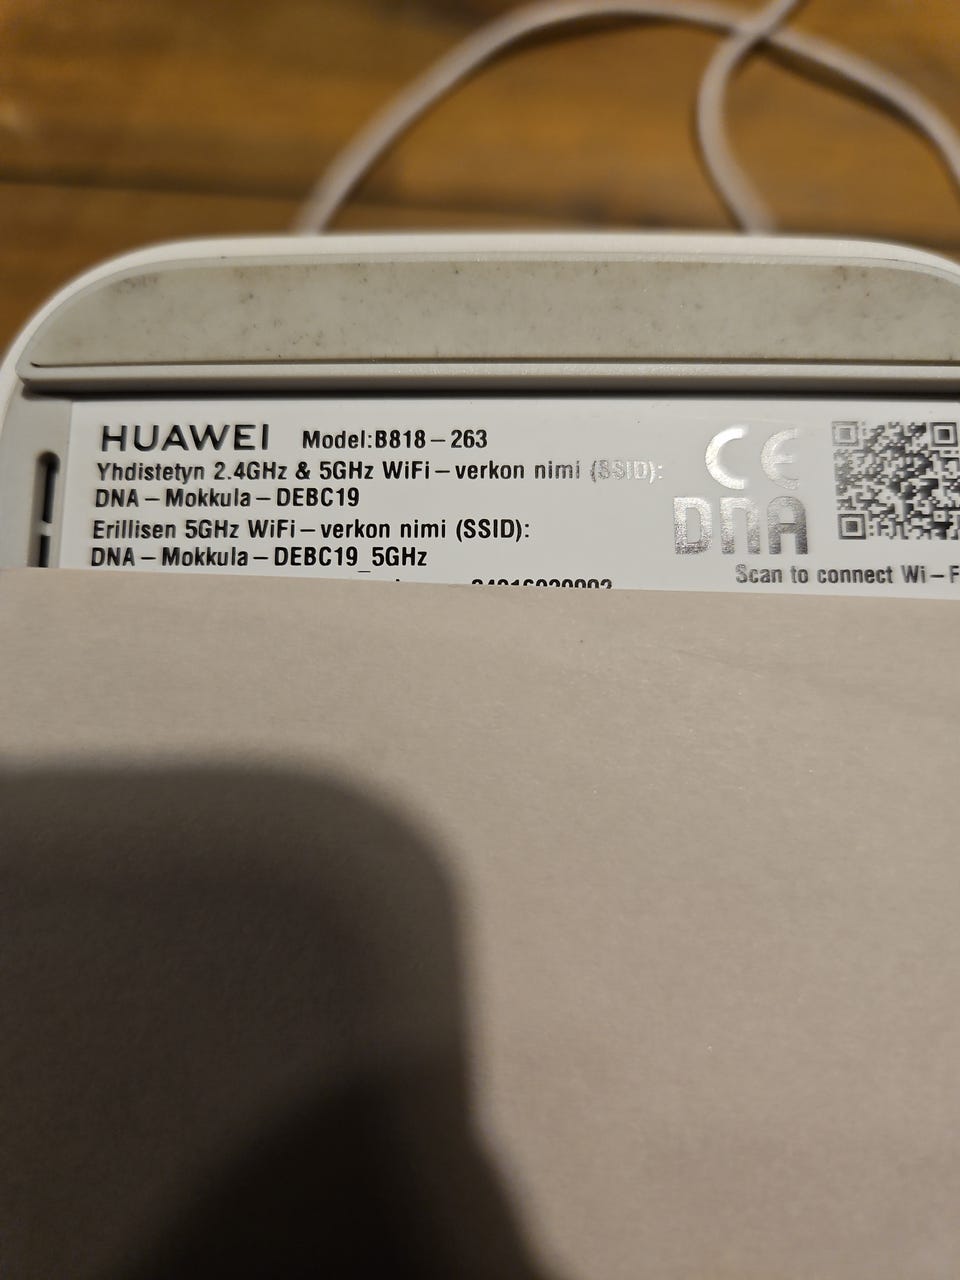 HUAWEI Model:B818-263
Yhdistetyn 2.4GHz & 5GHz WiFi-verkon nimi (SSID):
DNA-Mokkula-DEBC19
Erillisen 5GHz WiFi-verkon nimi (SSID):
DNA-Mokkula-DEBC19_5GHz
CE
DNA
Scan to connect Wi-F